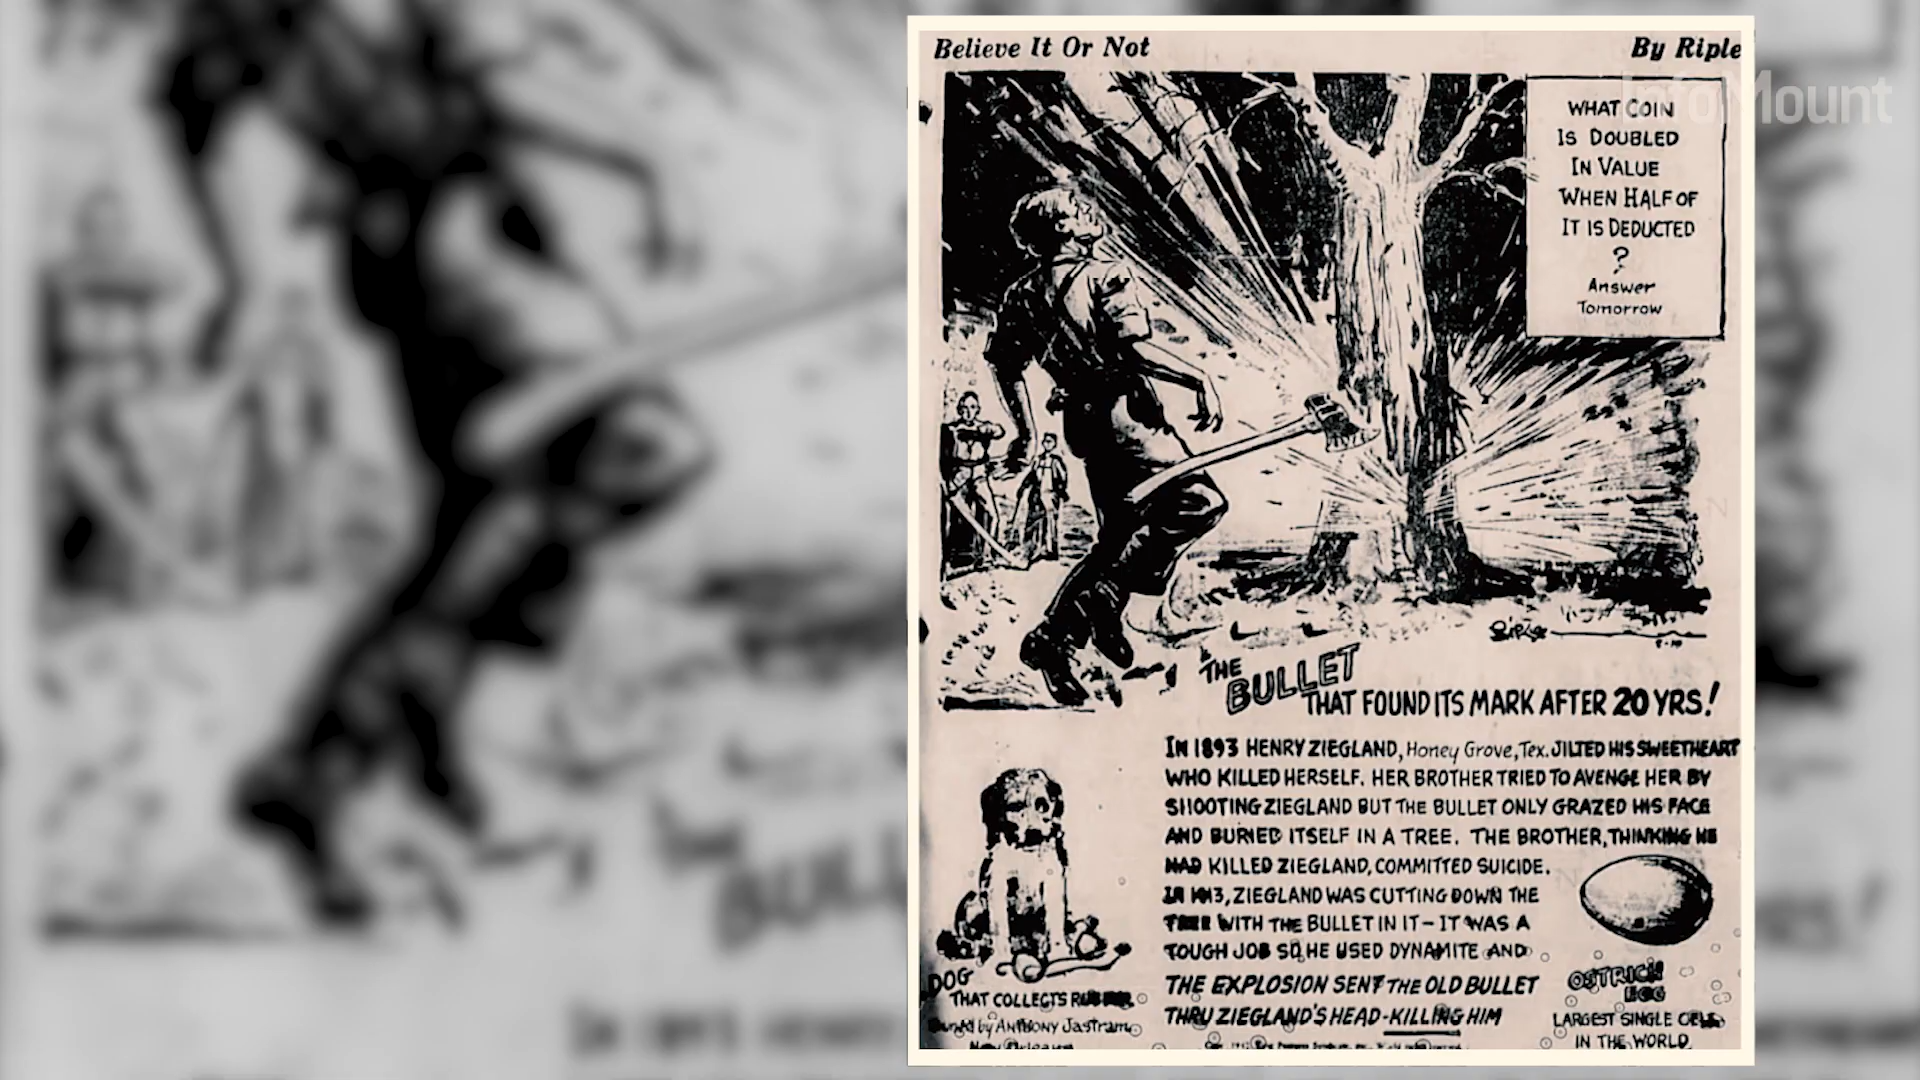 Believe It Or Not
By Riple
InfoMount
WHAT COIN
IS DOUBLED
IN VALUE
WHEN HALF OF
IT IS DEDUCTED
?
Answer
Tomorrow
THE
BULLET
THAT FOUND ITS MARK AFTER 20 YRS!
IN 1893 HENRY ZIEGLAND, Honey Grove, Tex. JILTED HIS SWEETHEART
WHO KILLED HERSELF. HER BROTHER TRIED TO AVENGE HER BY
SHOOTING ZIEGLAND BUT THE BULLET ONLY GRAZED HIS FACE
AND BURIED ITSELF IN A TREE. THE BROTHER, THINKING HE
HAD KILLED ZIEGLAND, COMMITTED SUICIDE.
IN 1913, ZIEGLAND WAS CUTTING DOWN THE
TREE WITH THE BULLET IN IT - IT WAS A
TOUGH JOB SO HE USED DYNAMITE AND
THE EXPLOSION SENT THE OLD BULLET
THRU ZIEGLAND'S HEAD - KILLING HIM
DOG
THAT COLLECTS RUBBER
by ANTHONY Jastram
New Orleans
OSTRICH
EGG
LARGEST SINGLE CELL
IN THE WORLD